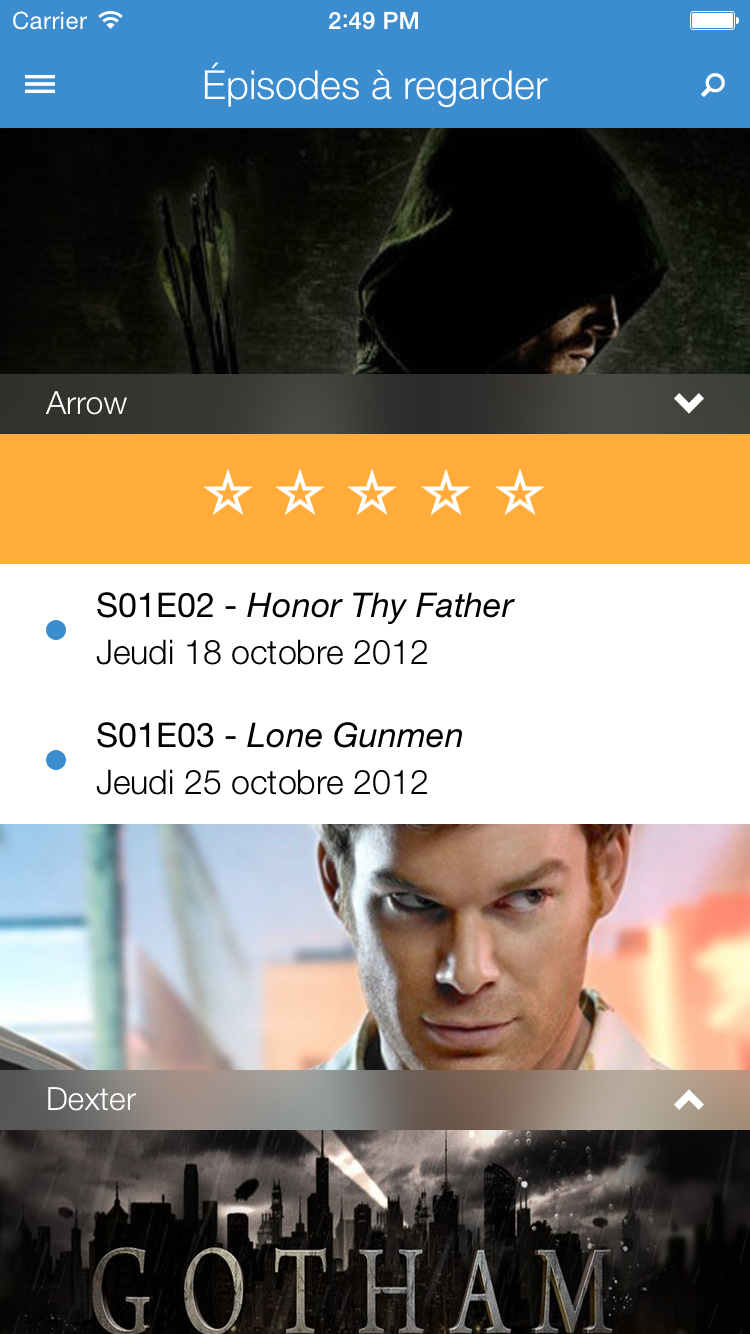 Carrier 2:49 PM
Épisodes à regarder
Arrow
S01E02 - Honor Thy Father
Jeudi 18 octobre 2012
S01E03 - Lone Gunmen
Jeudi 25 octobre 2012
Dexter
GOTHAM